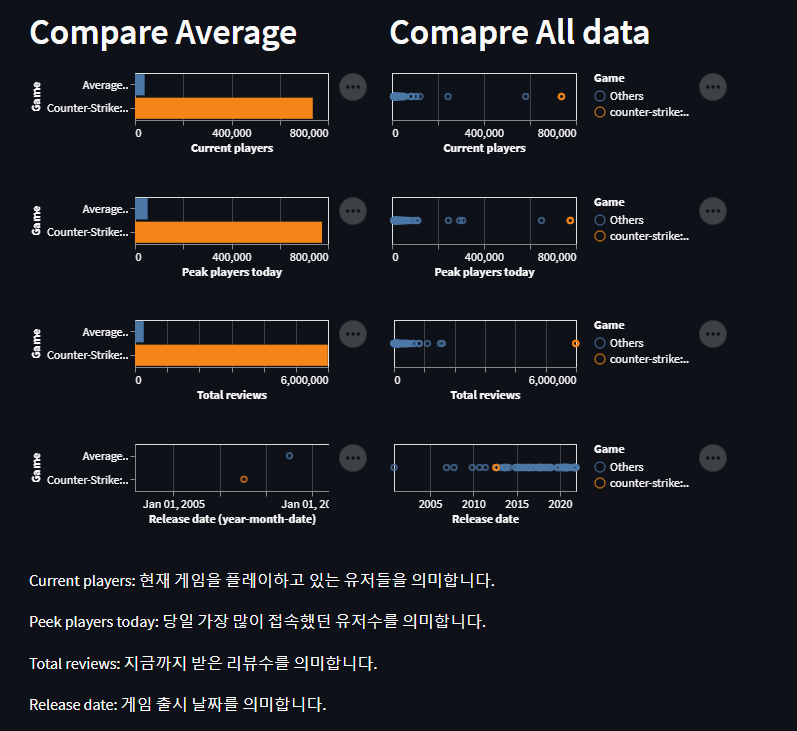 Compare Average
Comapre All data
Game
Average..
Counter-Strike:..
0 400,000 800,000
Current players
0 400,000 800,000
Current players
Game
Others
counter-strike:..
Game
Average..
Counter-Strike:..
0 400,000 800,000
Peak players today
0 400,000 800,000
Peak players today
Game
Others
counter-strike:..
Game
Average..
Counter-Strike:..
0 6,000,000
Total reviews
0 6,000,000
Total reviews
Game
Others
counter-strike:..
Game
Average..
Counter-Strike:..
Jan 01, 2005 Jan 01, 20
Release date (year-month-date)
2005 2010 2015 2020
Release date
Game
Others
counter-strike:..
Current players: 현재 게임을 플레이하고 있는 유저들을 의미합니다.
Peek players today: 당일 가장 많이 접속했던 유저수를 의미합니다.
Total reviews: 지금까지 받은 리뷰수를 의미합니다.
Release date: 게임 출시 날짜를 의미합니다.